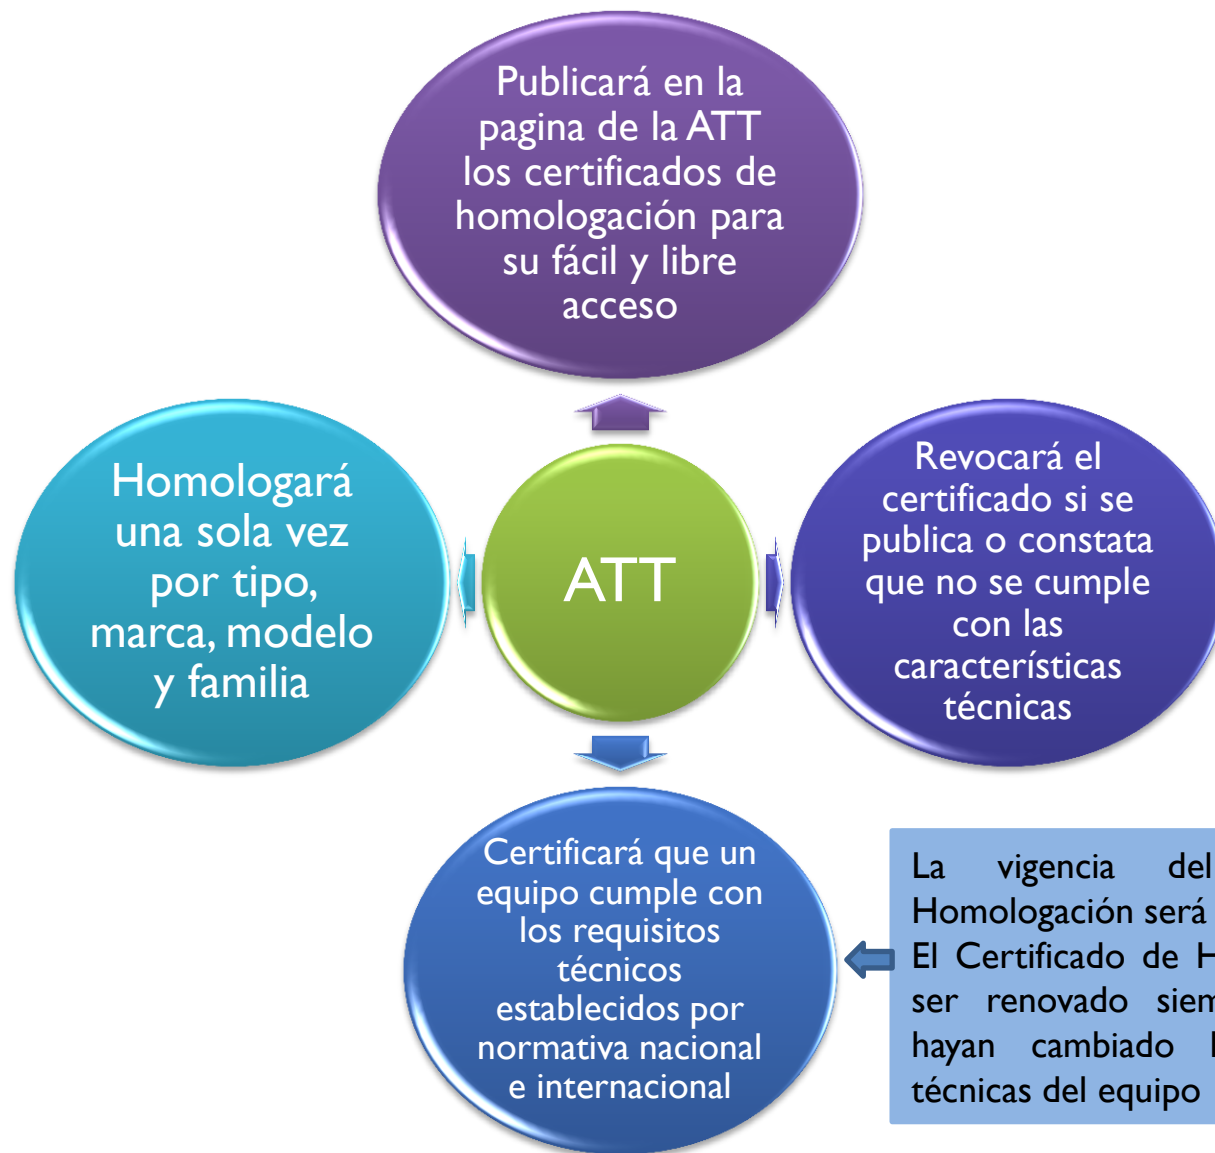 Publicará en la
pagina de la ATT
los certificados de
homologación para
su fácil y libre
acceso
Homologará
una sola vez
por tipo,
marca, modelo
y familia
ATT
Revocará el
certificado si se
publica o constata
que no se cumple
con las
características
técnicas
Certificará que un
equipo cumple con
los requisitos
técnicos
establecidos por
normativa nacional
e internacional
La vigencia del
Homologación será
El Certificado de
ser renovado
hayan cambiado
técnicas del equipo